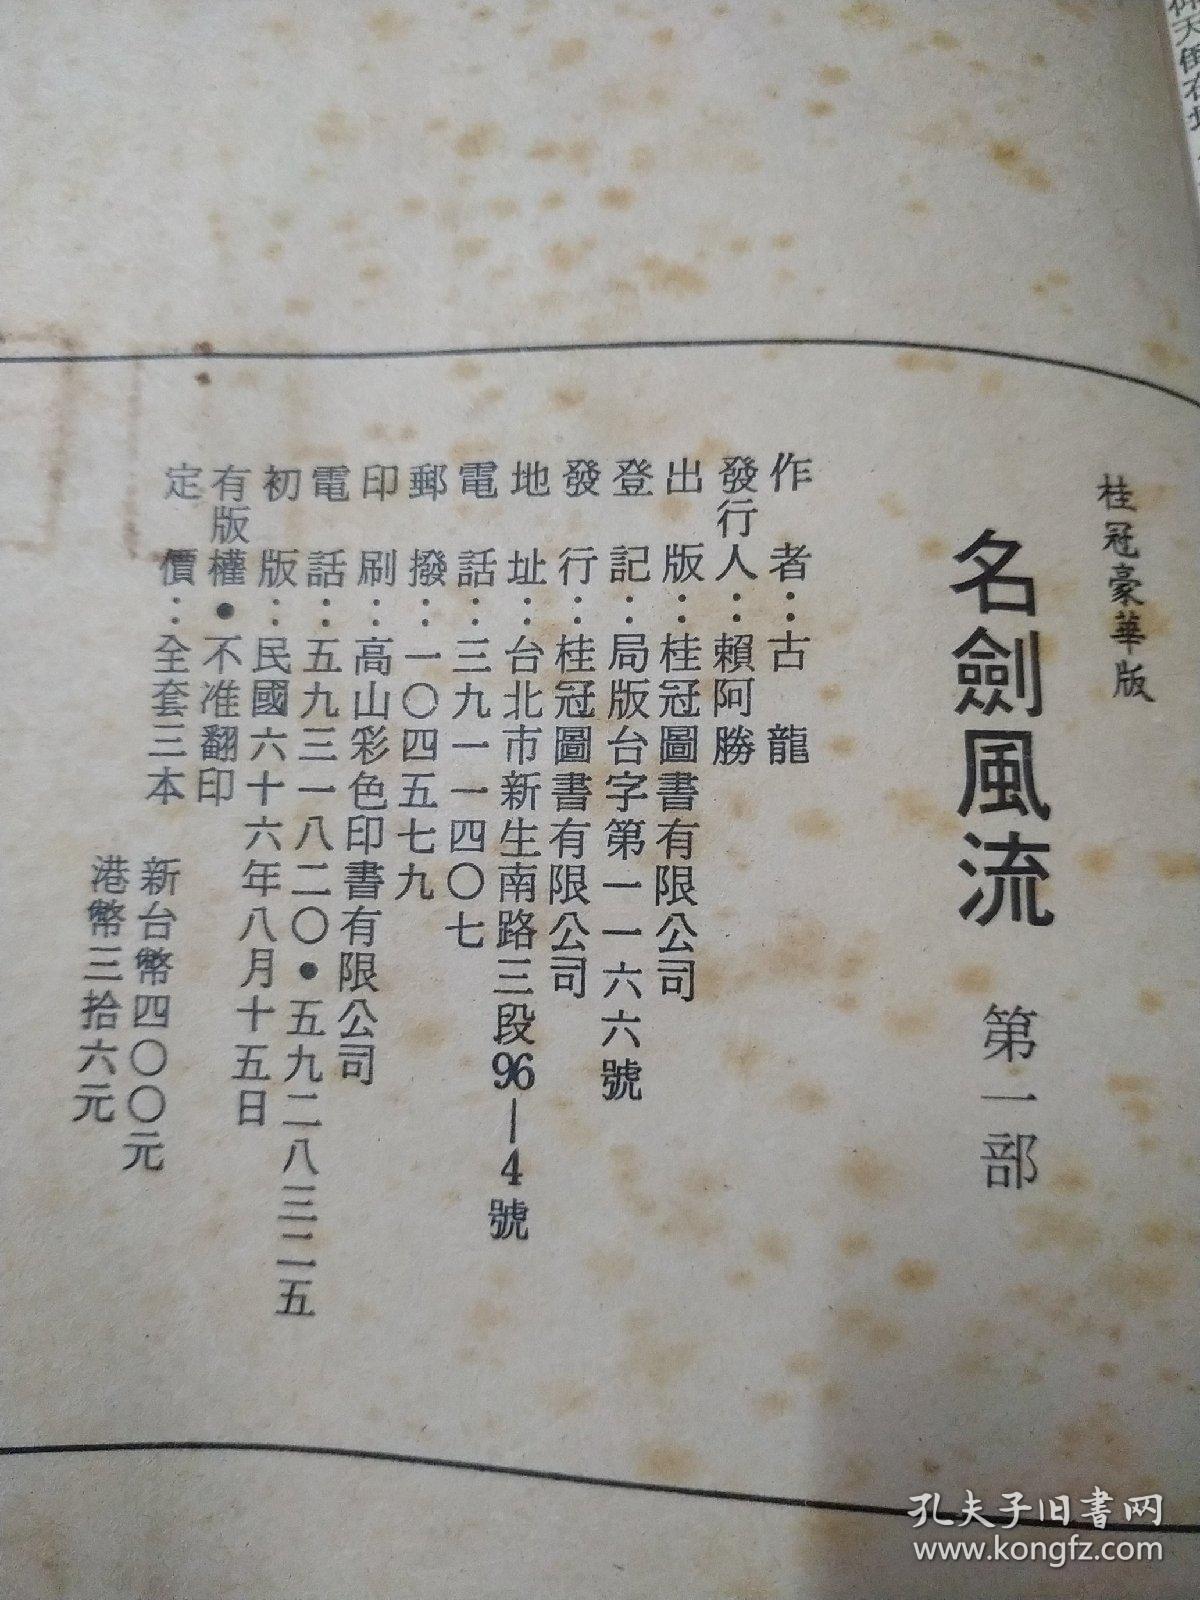 桂冠豪華版
名劍風流 第一部
作者：古龍
發行人：賴阿勝
出版：桂冠圖書有限公司
登記：局版台字第一一六六號
發行：桂冠圖書有限公司
地址：台北市新生南路三段96—4號
電話：三九一一四〇七
郵撥：一〇四五七九
印刷：高山彩色印書有限公司
電話：五九三一八二〇•五九二八三二五
初版：民國六十六年八月十五日
有版權•不准翻印
定價：全套三本 新台幣四〇〇元
港幣三拾六元
孔夫子旧书网
www.kongfz.com